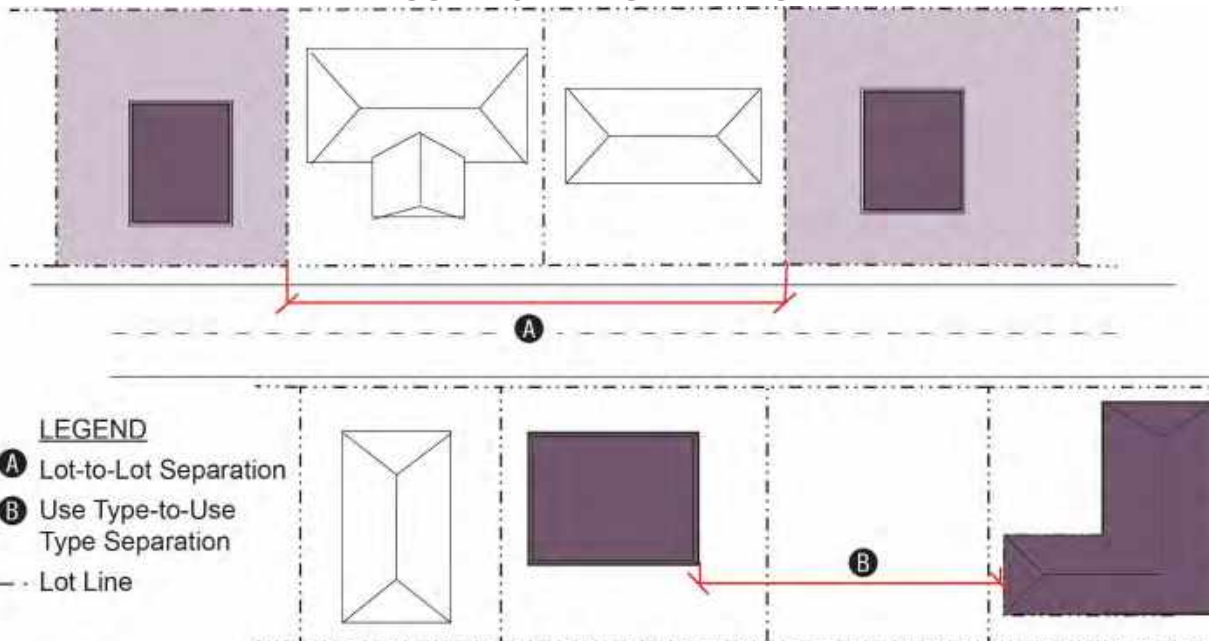 A
LEGEND
A Lot-to-Lot Separation
B Use Type-to-Use
Type Separation
Lot Line
B